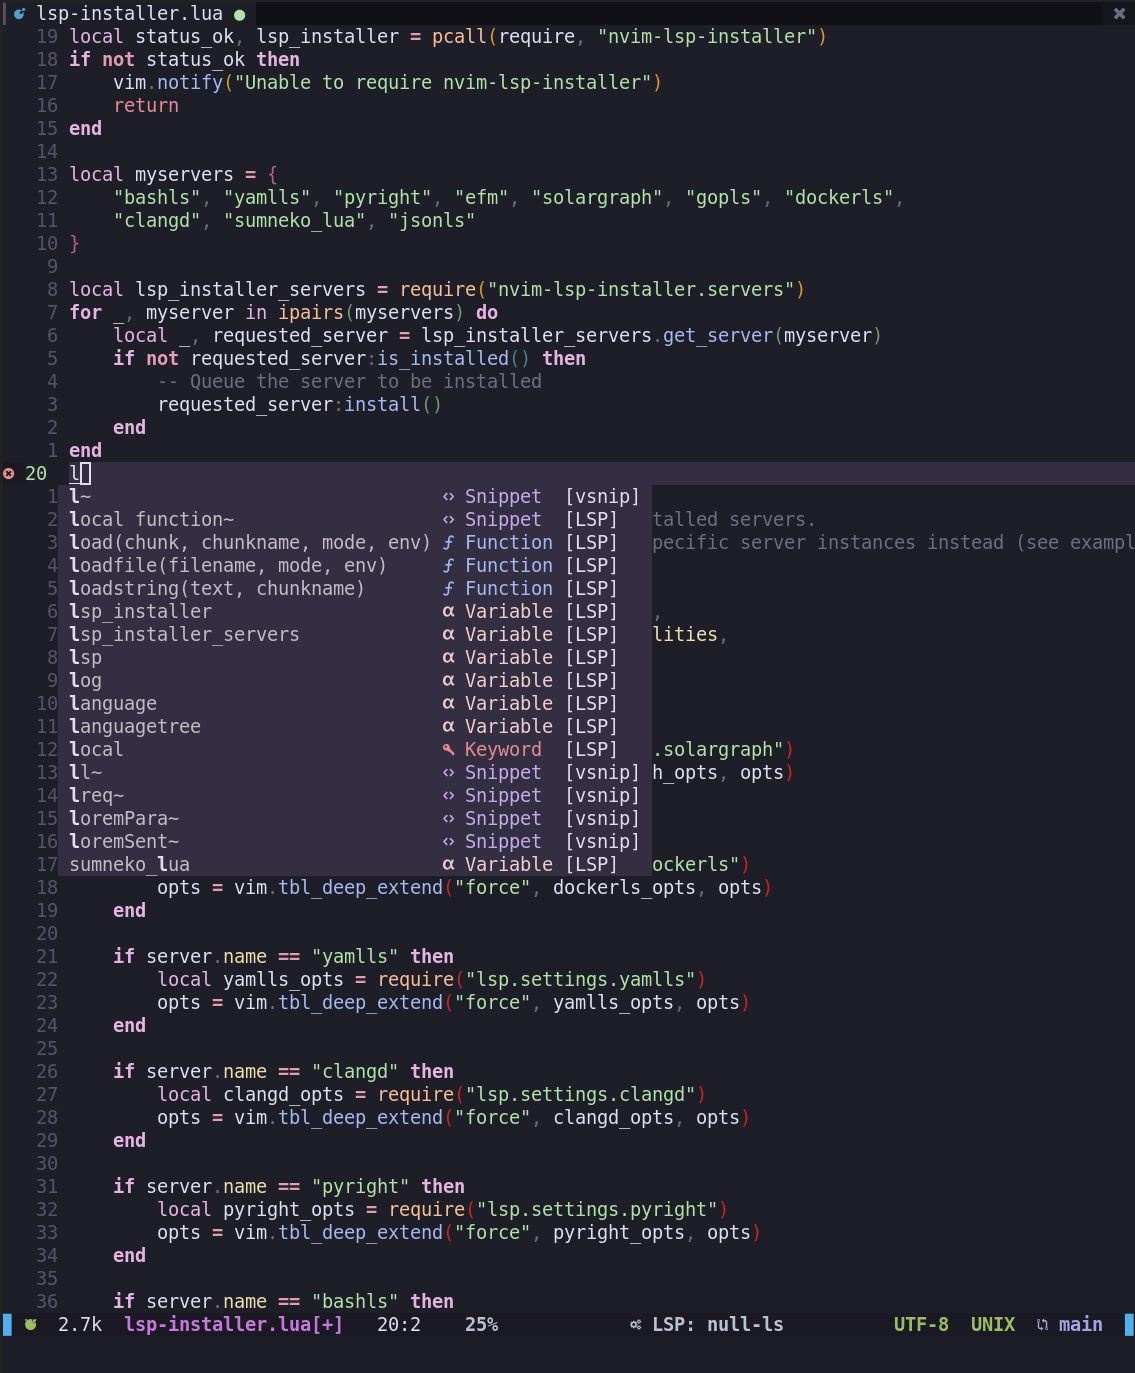 lsp-installer.lua ● ✖
19 local status_ok, lsp_installer = pcall(require, "nvim-lsp-installer")
18 if not status_ok then
17     vim.notify("Unable to require nvim-lsp-installer")
16     return
15 end
14
13 local myservers = {
12     "bashls", "yamlls", "pyright", "efm", "solargraph", "gopls", "dockerls",
11     "clangd", "sumneko_lua", "jsonls"
10 }
9
8 local lsp_installer_servers = require("nvim-lsp-installer.servers")
7 for _, myserver in ipairs(myservers) do
6     local _, requested_server = lsp_installer_servers.get_server(myserver)
5     if not requested_server:is_installed() then
4         -- Queue the server to be installed
3         requested_server:install()
2     end
1 end
20 l
1 l~ <> Snippet [vsnip]
2 local function~ <> Snippet [LSP] talled servers.
3 load(chunk, chunkname, mode, env) ƒ Function [LSP] pecific server instances instead (see exampl
4 loadfile(filename, mode, env) ƒ Function [LSP]
5 loadstring(text, chunkname) ƒ Function [LSP]
6 lsp_installer α Variable [LSP] ,
7 lsp_installer_servers α Variable [LSP] lities,
8 lsp α Variable [LSP]
9 log α Variable [LSP]
10 language α Variable [LSP]
11 languagetree α Variable [LSP]
12 local Keyword [LSP] .solargraph")
13 ll~ <> Snippet [vsnip] h_opts, opts)
14 lreq~ <> Snippet [vsnip]
15 loremPara~ <> Snippet [vsnip]
16 loremSent~ <> Snippet [vsnip]
17 sumneko_lua α Variable [LSP] ockerls")
18         opts = vim.tbl_deep_extend("force", dockerls_opts, opts)
19     end
20
21     if server.name == "yamlls" then
22         local yamlls_opts = require("lsp.settings.yamlls")
23         opts = vim.tbl_deep_extend("force", yamlls_opts, opts)
24     end
25
26     if server.name == "clangd" then
27         local clangd_opts = require("lsp.settings.clangd")
28         opts = vim.tbl_deep_extend("force", clangd_opts, opts)
29     end
30
31     if server.name == "pyright" then
32         local pyright_opts = require("lsp.settings.pyright")
33         opts = vim.tbl_deep_extend("force", pyright_opts, opts)
34     end
35
36     if server.name == "bashls" then
2.7k lsp-installer.lua[+] 20:2 25% LSP: null-ls UTF-8 UNIX main